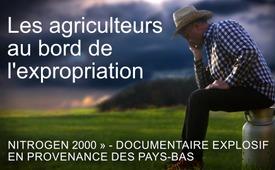 Les agriculteurs
au bord de
l'expropriation
NITROGEN 2000 » - DOCUMENTAIRE EXPLOSIF
EN PROVENANCE DES PAYS-BAS